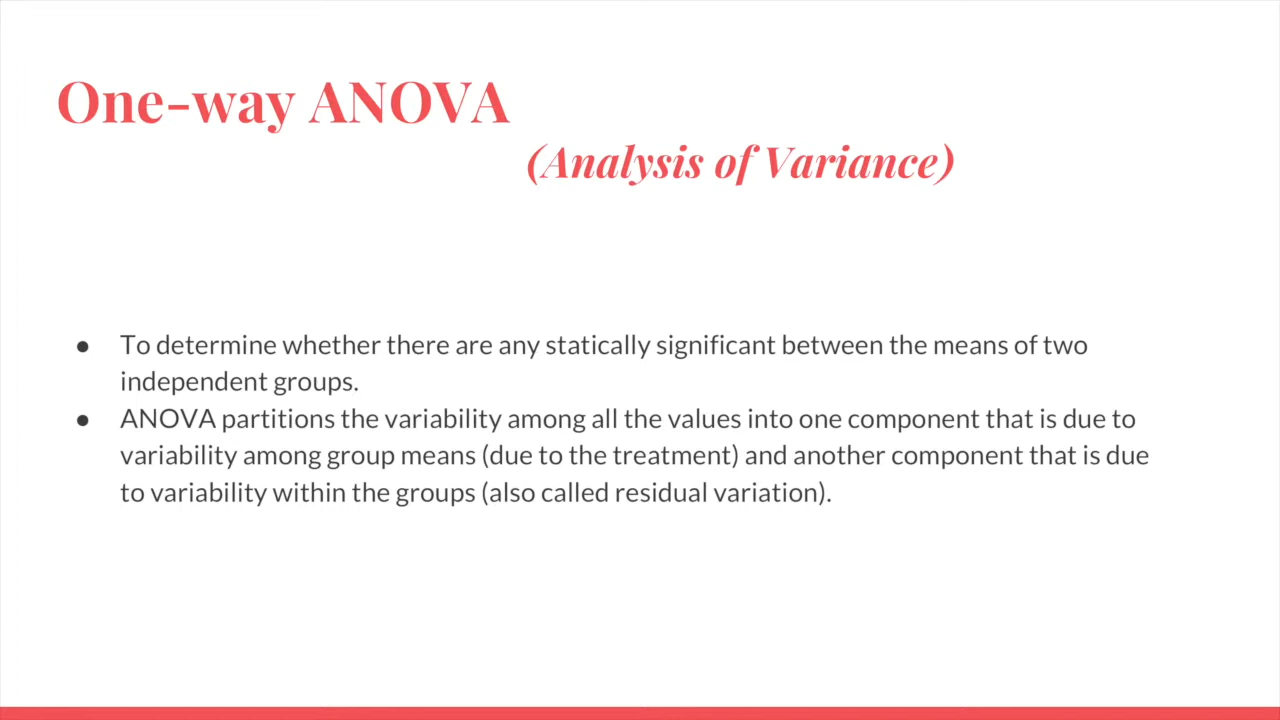 One-way ANOVA
(Analysis of Variance)
● To determine whether there are any statically significant between the means of two
independent groups.
● ANOVA partitions the variability among all the values into one component that is due to
variability among group means (due to the treatment) and another component that is due
to variability within the groups (also called residual variation).